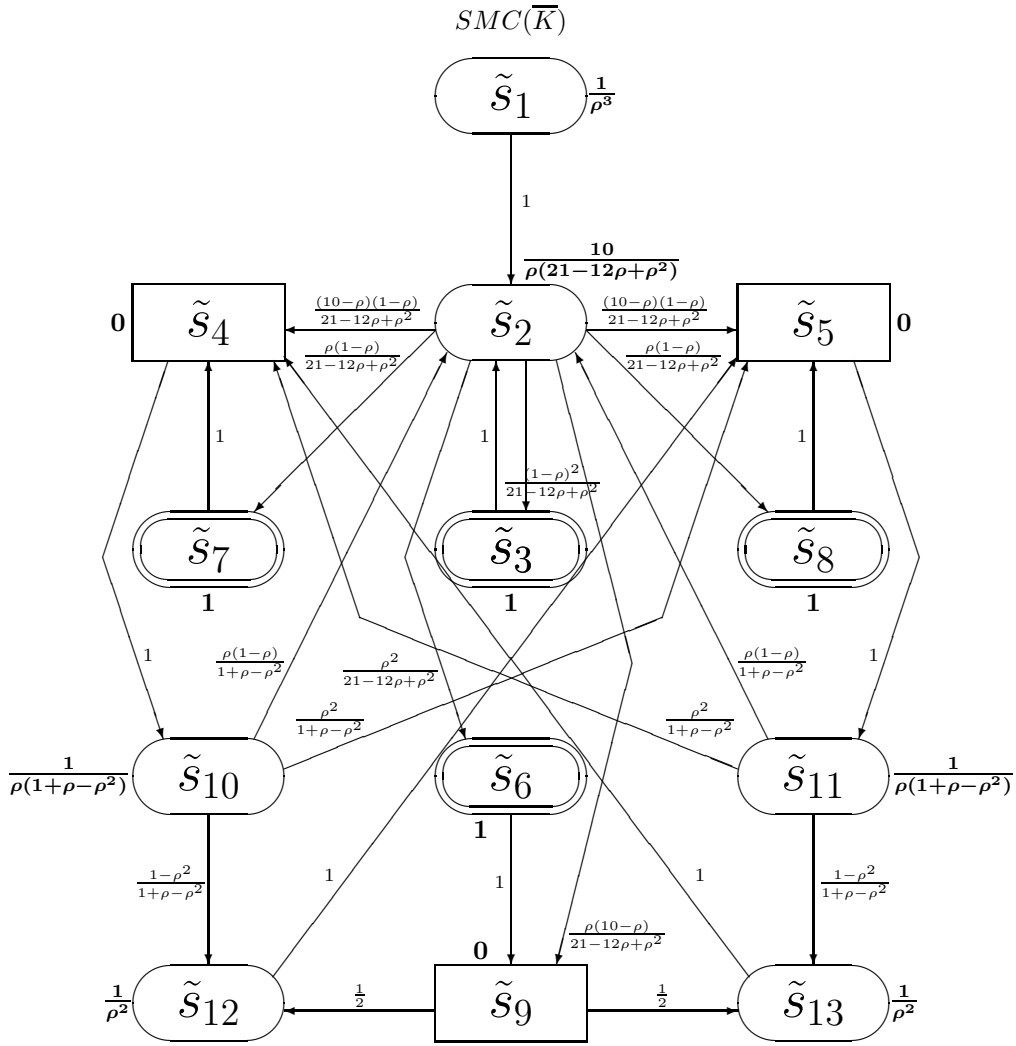 SMC(K̅)
s̃₁
1/ρ³
1
10/(ρ(21−12ρ+ρ²))
0
s̃₄
(10−ρ)(1−ρ)/(21−12ρ+ρ²)
s̃₂
(10−ρ)(1−ρ)/(21−12ρ+ρ²)
s̃₅
0
ρ(1−ρ)/(21−12ρ+ρ²)
ρ(1−ρ)/(21−12ρ+ρ²)
1
1
1
(1−ρ)²/(21−12ρ+ρ²)
s̃₇
s̃₃
s̃₈
1
1
1
1
ρ(1−ρ)/(1+ρ−ρ²)
ρ²/(21−12ρ+ρ²)
ρ(1−ρ)/(1+ρ−ρ²)
1
ρ²/(1+ρ−ρ²)
ρ²/(1+ρ−ρ²)
1/(ρ(1+ρ−ρ²))
s̃₁₀
s̃₆
s̃₁₁
1/(ρ(1+ρ−ρ²))
1
(1−ρ²)/(1+ρ−ρ²)
1
1
1
(1−ρ²)/(1+ρ−ρ²)
0
ρ(10−ρ)/(21−12ρ+ρ²)
1/ρ²
s̃₁₂
1/2
s̃₉
1/2
s̃₁₃
1/ρ²